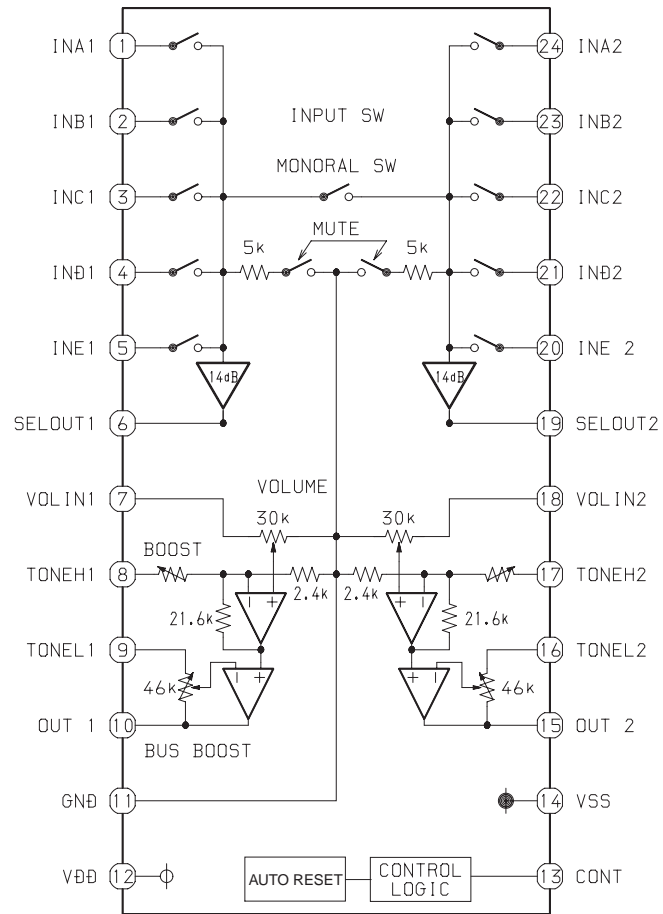 INA1 1 24 INA2
INB1 2 INPUT SW 23 INB2
MONORAL SW
INC1 3 22 INC2
MUTE
5k 5k
IND1 4 21 IND2
INE1 5 20 INE 2
14dB 14dB
SELOUT1 6 19 SELOUT2
VOLIN1 7 VOLUME 18 VOLIN2
30k 30k
BOOST
TONEH1 8 17 TONEH2
2.4k 2.4k
- + + -
21.6k 21.6k
TONEL1 9 16 TONEL2
- + + -
46k 46k
OUT 1 10 15 OUT 2
BUS BOOST
GND 11 14 VSS
VDD 12 AUTO RESET CONTROL LOGIC 13 CONT